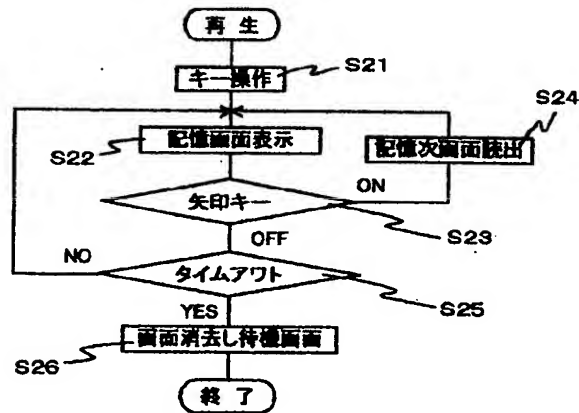 再生
キー操作
S21
S24
記憶画面表示
記憶次画面読出
S22
矢印キー
ON
S23
OFF
NO
タイムアウト
S25
YES
画面消去し待機画面
S26
終了